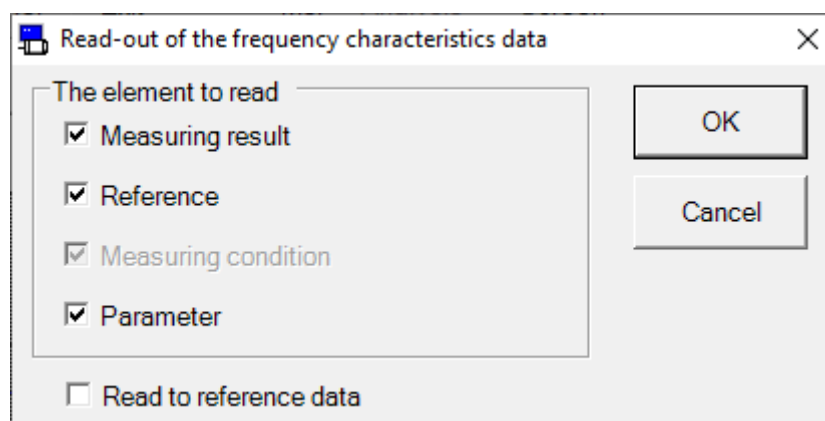 Read-out of the frequency characteristics data
The element to read
Measuring result
Reference
Measuring condition
Parameter
Read to reference data
OK
Cancel